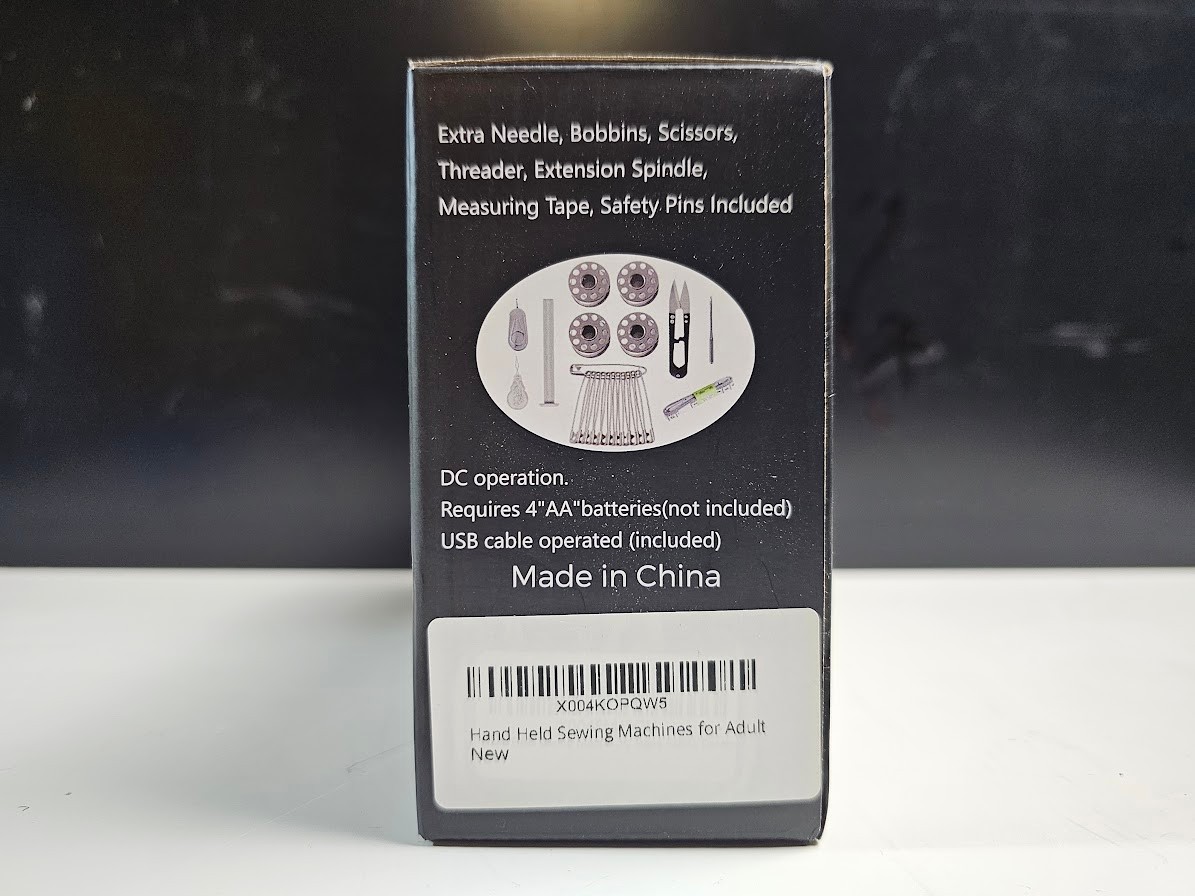 Extra Needle, Bobbins, Scissors,
Threader, Extension Spindle,
Measuring Tape, Safety Pins Included
DC operation.
Requires 4"AA"batteries(not included)
USB cable operated (included)
Made in China
X004KOPQW5
Hand Held Sewing Machines for Adult
New